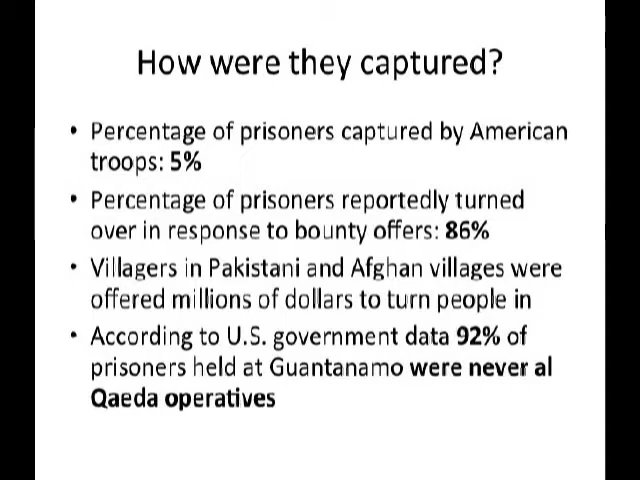 How were they captured?
• Percentage of prisoners captured by American
troops: 5%
• Percentage of prisoners reportedly turned
over in response to bounty offers: 86%
• Villagers in Pakistani and Afghan villages were
offered millions of dollars to turn people in
• According to U.S. government data 92% of
prisoners held at Guantanamo were never al
Qaeda operatives